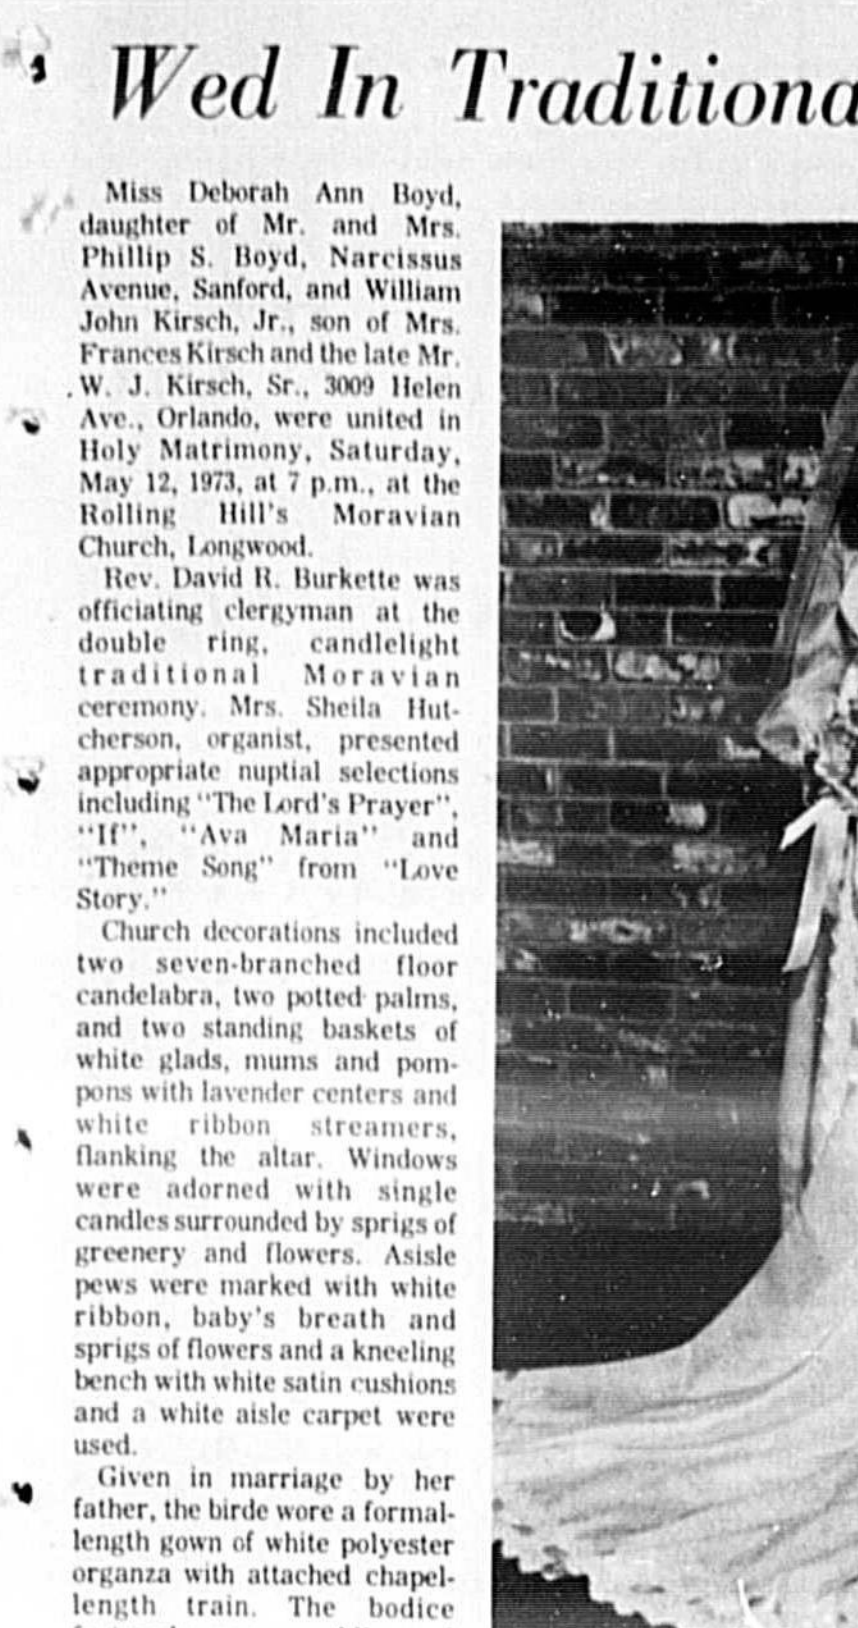 Wed In Traditiona
Miss Deborah Ann Boyd,
daughter of Mr. and Mrs.
Phillip S. Boyd, Narcissus
Avenue, Sanford, and William
John Kirsch, Jr., son of Mrs.
Frances Kirsch and the late Mr.
W. J. Kirsch, Sr., 3009 Helen
Ave., Orlando, were united in
Holy Matrimony, Saturday,
May 12, 1973, at 7 p.m., at the
Rolling Hill's Moravian
Church, Longwood.
Rev. David R. Burkette was
officiating clergyman at the
double ring, candlelight
traditional Moravian
ceremony. Mrs. Sheila Hut-
cherson, organist, presented
appropriate nuptial selections
including "The Lord's Prayer",
"If", "Ava Maria" and
"Theme Song" from "Love
Story."
Church decorations included
two seven-branched floor
candelabra, two potted palms,
and two standing baskets of
white glads, mums and pom-
pons with lavender centers and
white ribbon streamers,
flanking the altar. Windows
were adorned with single
candles surrounded by sprigs of
greenery and flowers. Asisle
pews were marked with white
ribbon, baby's breath and
sprigs of flowers and a kneeling
bench with white satin cushions
and a white aisle carpet were
used.
Given in marriage by her
father, the birde wore a formal-
length gown of white polyester
organza with attached chapel-
length train. The bodice